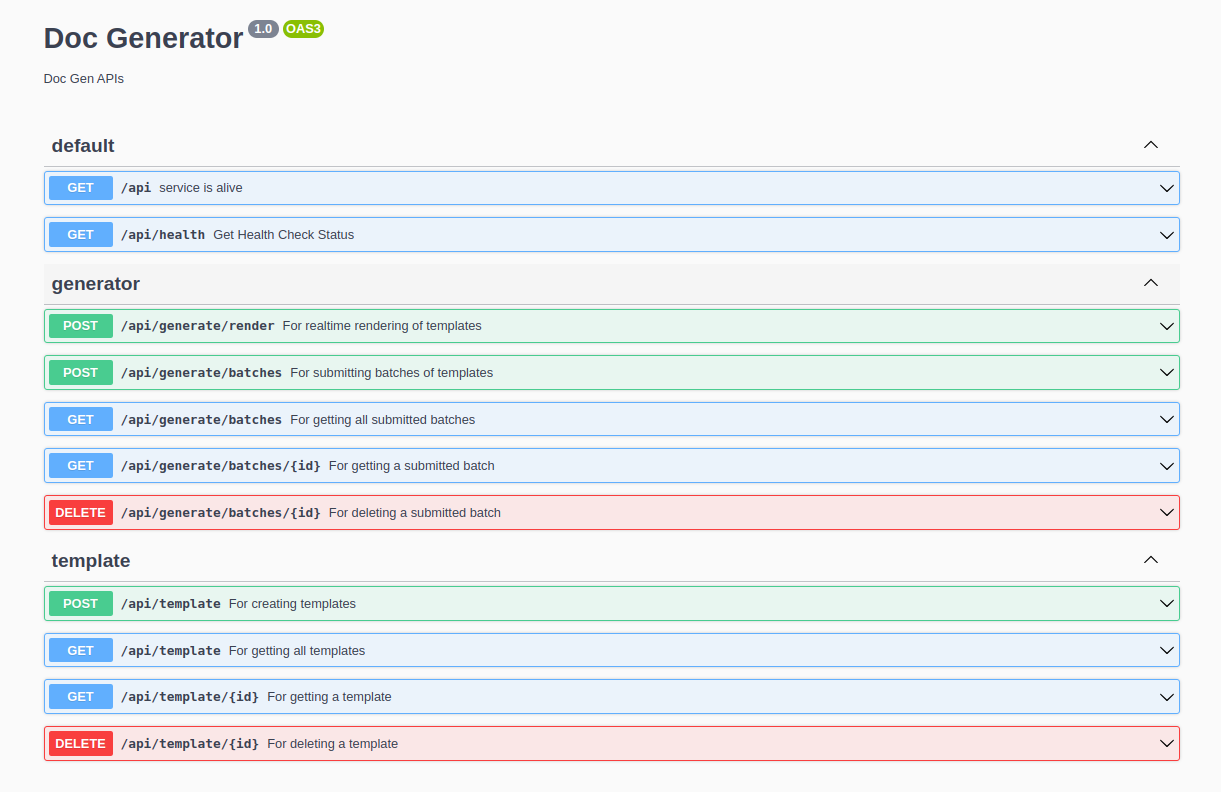 Doc Generator 1.0 OAS3
Doc Gen APIs
default
GET /api service is alive
GET /api/health Get Health Check Status
generator
POST /api/generate/render For realtime rendering of templates
POST /api/generate/batches For submitting batches of templates
GET /api/generate/batches For getting all submitted batches
GET /api/generate/batches/{id} For getting a submitted batch
DELETE /api/generate/batches/{id} For deleting a submitted batch
template
POST /api/template For creating templates
GET /api/template For getting all templates
GET /api/template/{id} For getting a template
DELETE /api/template/{id} For deleting a template